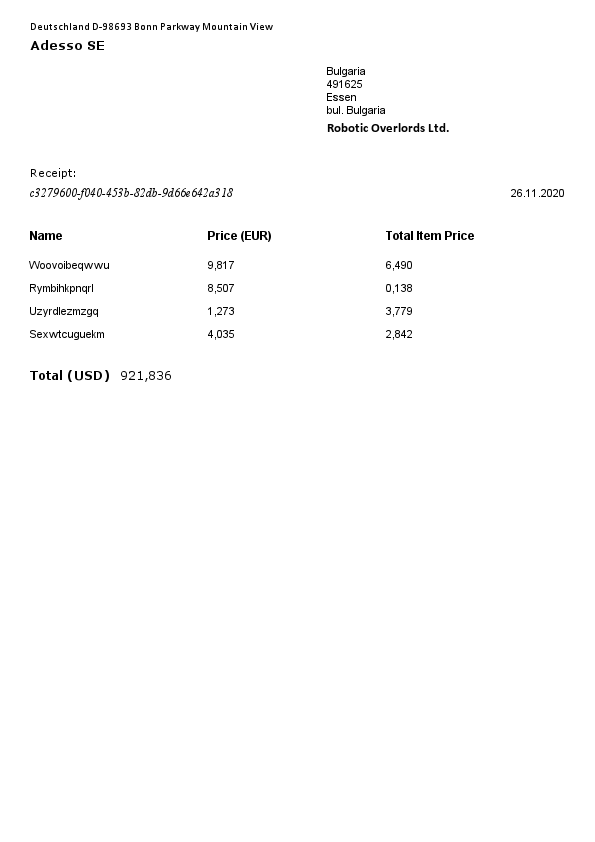 Deutschland D-98693 Bonn Parkway Mountain View
Adesso SE
Bulgaria
491625
Essen
bul. Bulgaria
Robotic Overlords Ltd.
Receipt:
c3279600-f040-453b-82db-9d66e642a318 26.11.2020
Name Price (EUR) Total Item Price
Woovoibeqwwu 9,817 6,490
Rymbihkpnqrl 8,507 0,138
Uzyrdlezmzgq 1,273 3,779
Sexwtcuguekm 4,035 2,842
Total (USD) 921,836